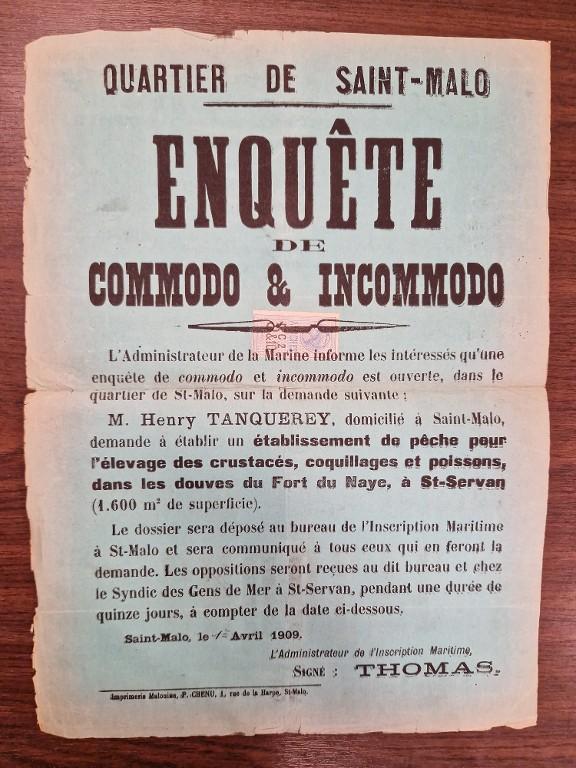 QUARTIER DE SAINT-MALO
ENQUÊTE
DE
COMMODO & INCOMMODO
L'Administrateur de la Marine informe les intéressés qu'une
enquête de commodo et incommodo est ouverte, dans le
quartier de St-Malo, sur la demande suivante :
M. Henry TANQUEREY, domicilié à Saint-Malo,
demande à établir un établissement de pêche pour
l'élevage des crustacés, coquillages et poissons,
dans les douves du Fort du Naye, à St-Servan
(1.600 m² de superficie).
Le dossier sera déposé au bureau de l'Inscription Maritime
à St-Malo et sera communiqué à tous ceux qui en feront la
demande. Les oppositions seront reçues au dit bureau et chez
le Syndic des Gens de Mer à St-Servan, pendant une durée de
quinze jours, à compter de la date ci-dessous.
Saint-Malo, le Avril 1909.
L'Administrateur de l'Inscription Maritime,
SIGNÉ : THOMAS.
Imprimerie Malouine, P. CHENU, 1, rue de la Harpe, St-Malo.